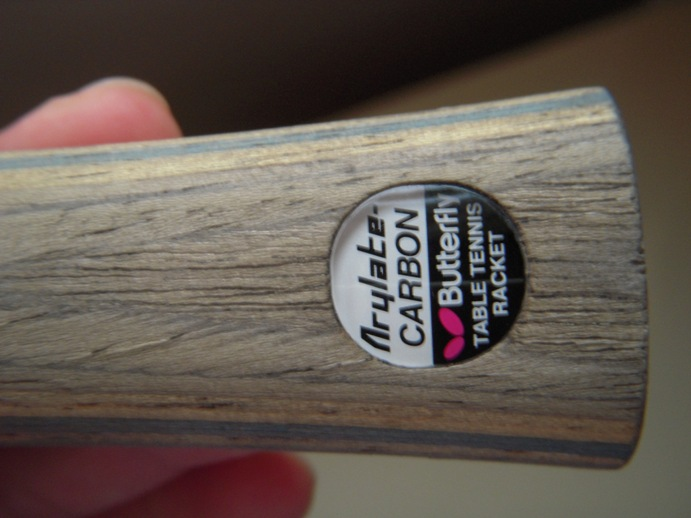 Arylate-
CARBON
Butterfly
TABLE TENNIS
RACKET